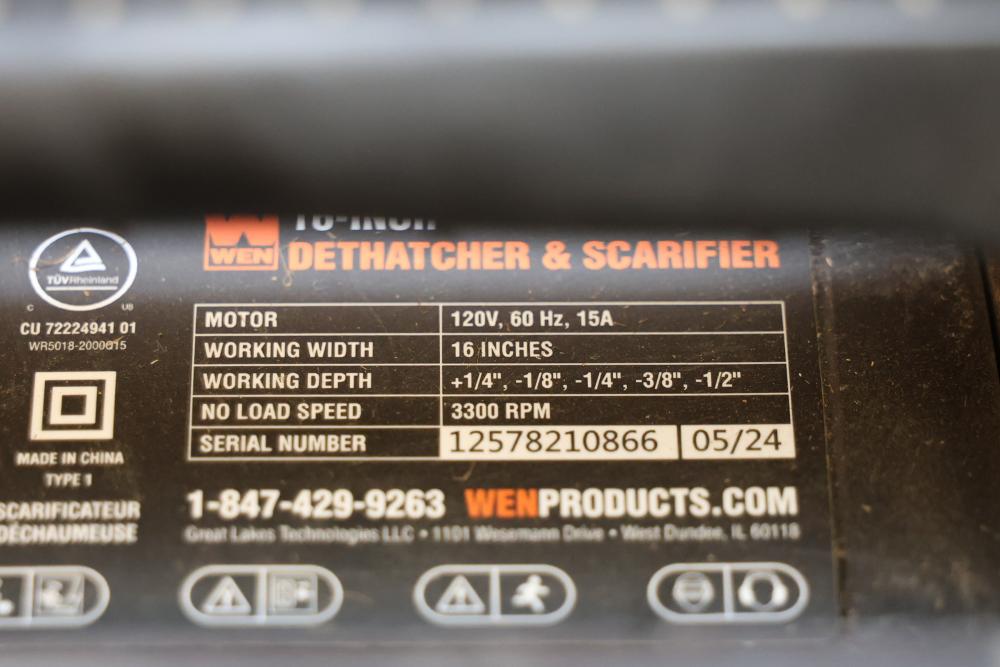 16-INCH
WEN
DETHATCHER & SCARIFIER
TÜVRheinland
C US
CU 72224941 01
WR5018-2000G15
MADE IN CHINA
TYPE 1
SCARIFICATEUR
DÉCHAUMEUSE
MOTOR 120V, 60 Hz, 15A
WORKING WIDTH 16 INCHES
WORKING DEPTH +1/4", -1/8", -1/4", -3/8", -1/2"
NO LOAD SPEED 3300 RPM
SERIAL NUMBER 12578210866 05/24
1-847-429-9263 WENPRODUCTS.COM
Great Lakes Technologies LLC • 1101 Wesemann Drive • West Dundee, IL 60118